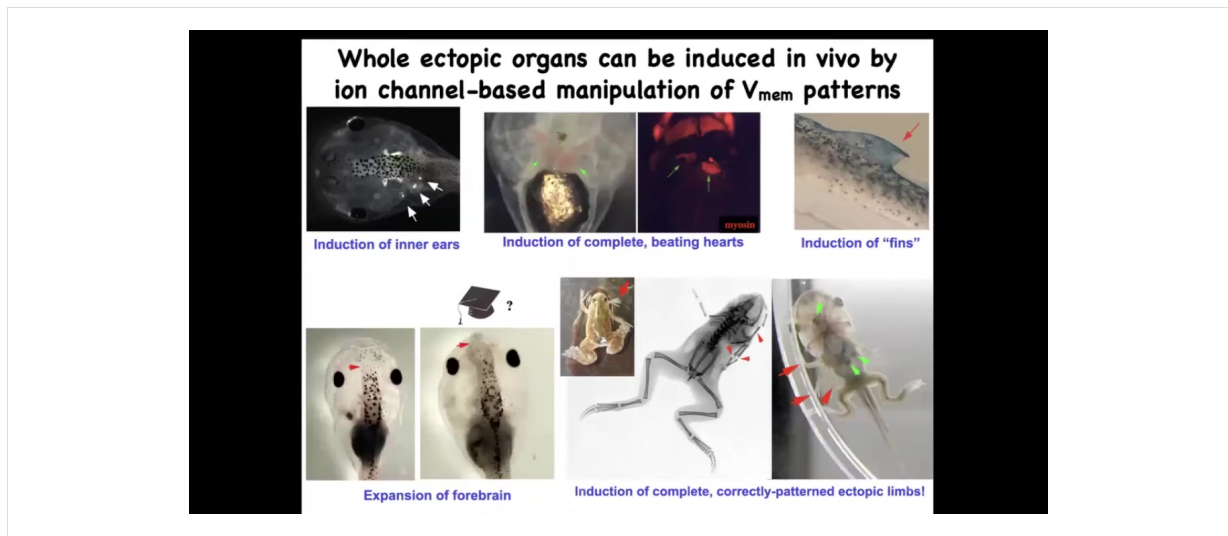 Whole ectopic organs can be induced in vivo by
ion channel-based manipulation of Vmem patterns
myosin
Induction of inner ears
Induction of complete, beating hearts
Induction of “fins”
?
Expansion of forebrain
Induction of complete, correctly-patterned ectopic limbs!